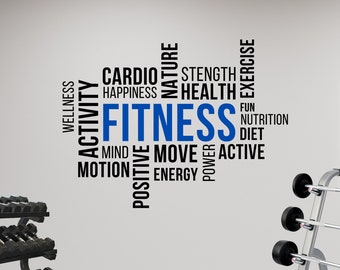 WELLNESS
ACTIVITY
CARDIO
HAPPINESS
NATURE
STENGTH
HEALTH
EXERCISE
FITNESS
FUN
NUTRITION
DIET
MIND
MOTION
POSITIVE
MOVE
ENERGY
POWER
ACTIVE